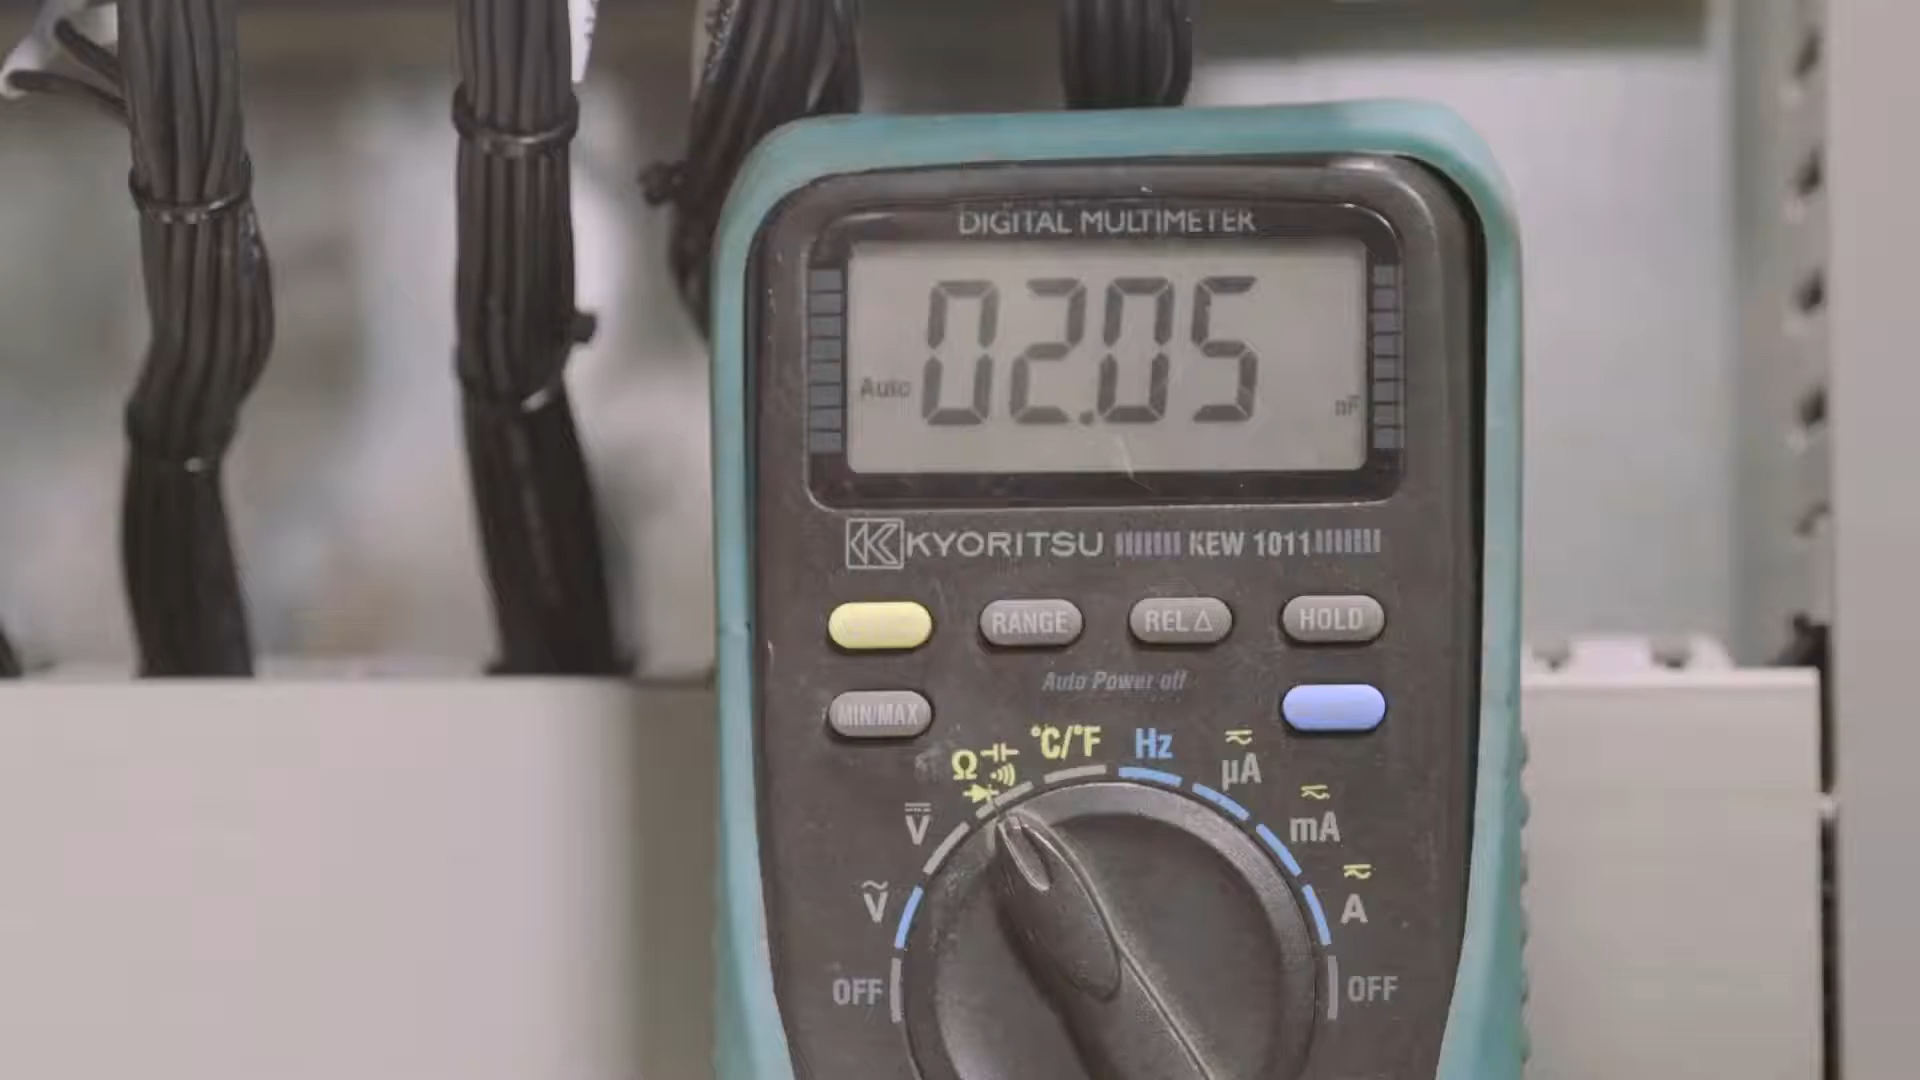 DIGITAL MULTIMETER
02.05
Auto
nF
KYORITSU KEW 1011
RANGE REL△ HOLD
Auto Power off
MIN/MAX
Ω °C/°F Hz μA
V mA
V A
OFF OFF